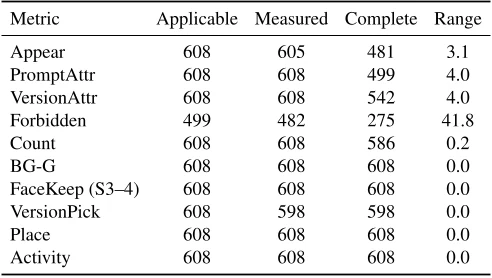 Metric Applicable Measured Complete Range
Appear 608 605 481 3.1
PromptAttr 608 608 499 4.0
VersionAttr 608 608 542 4.0
Forbidden 499 482 275 41.8
Count 608 608 586 0.2
BG-G 608 608 608 0.0
FaceKeep (S3–4) 608 608 608 0.0
VersionPick 608 598 598 0.0
Place 608 608 608 0.0
Activity 608 608 608 0.0